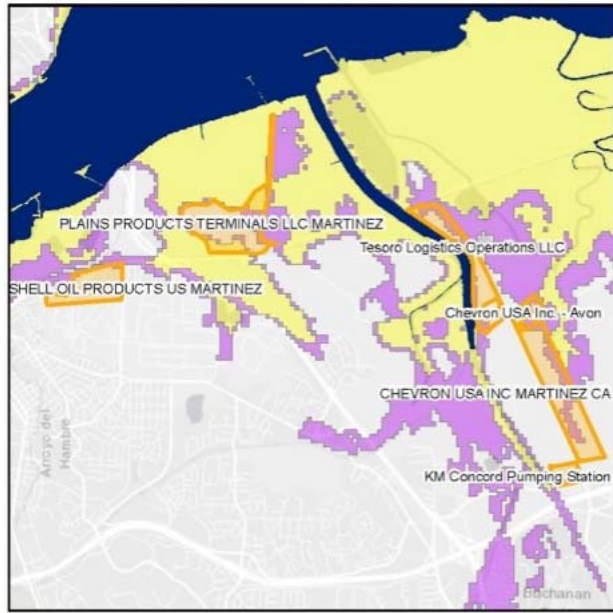 PLAINS PRODUCTS TERMINALS LLC MARTINEZ
Tesoro Logistics Operations LLC
SHELL OIL PRODUCTS US MARTINEZ
Chevron USA Inc. - Avon
CHEVRON USA INC MARTINEZ CA
Arroyo del
Hambre
KM Concord Pumping Station
Buchanan